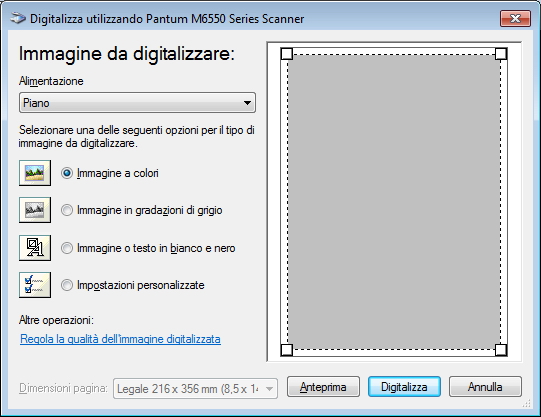 Digitalizza utilizzando Pantum M6550 Series Scanner
Immagine da digitalizzare:
Alimentazione
Piano
Selezionare una delle seguenti opzioni per il tipo di
immagine da digitalizzare.
Immagine a colori
Immagine in gradazioni di grigio
Immagine o testo in bianco e nero
Impostazioni personalizzate
Altre operazioni:
Regola la qualità dell'immagine digitalizzata
Dimensioni pagina: Legale 216 x 356 mm (8,5 x 14
Anteprima Digitalizza Annulla